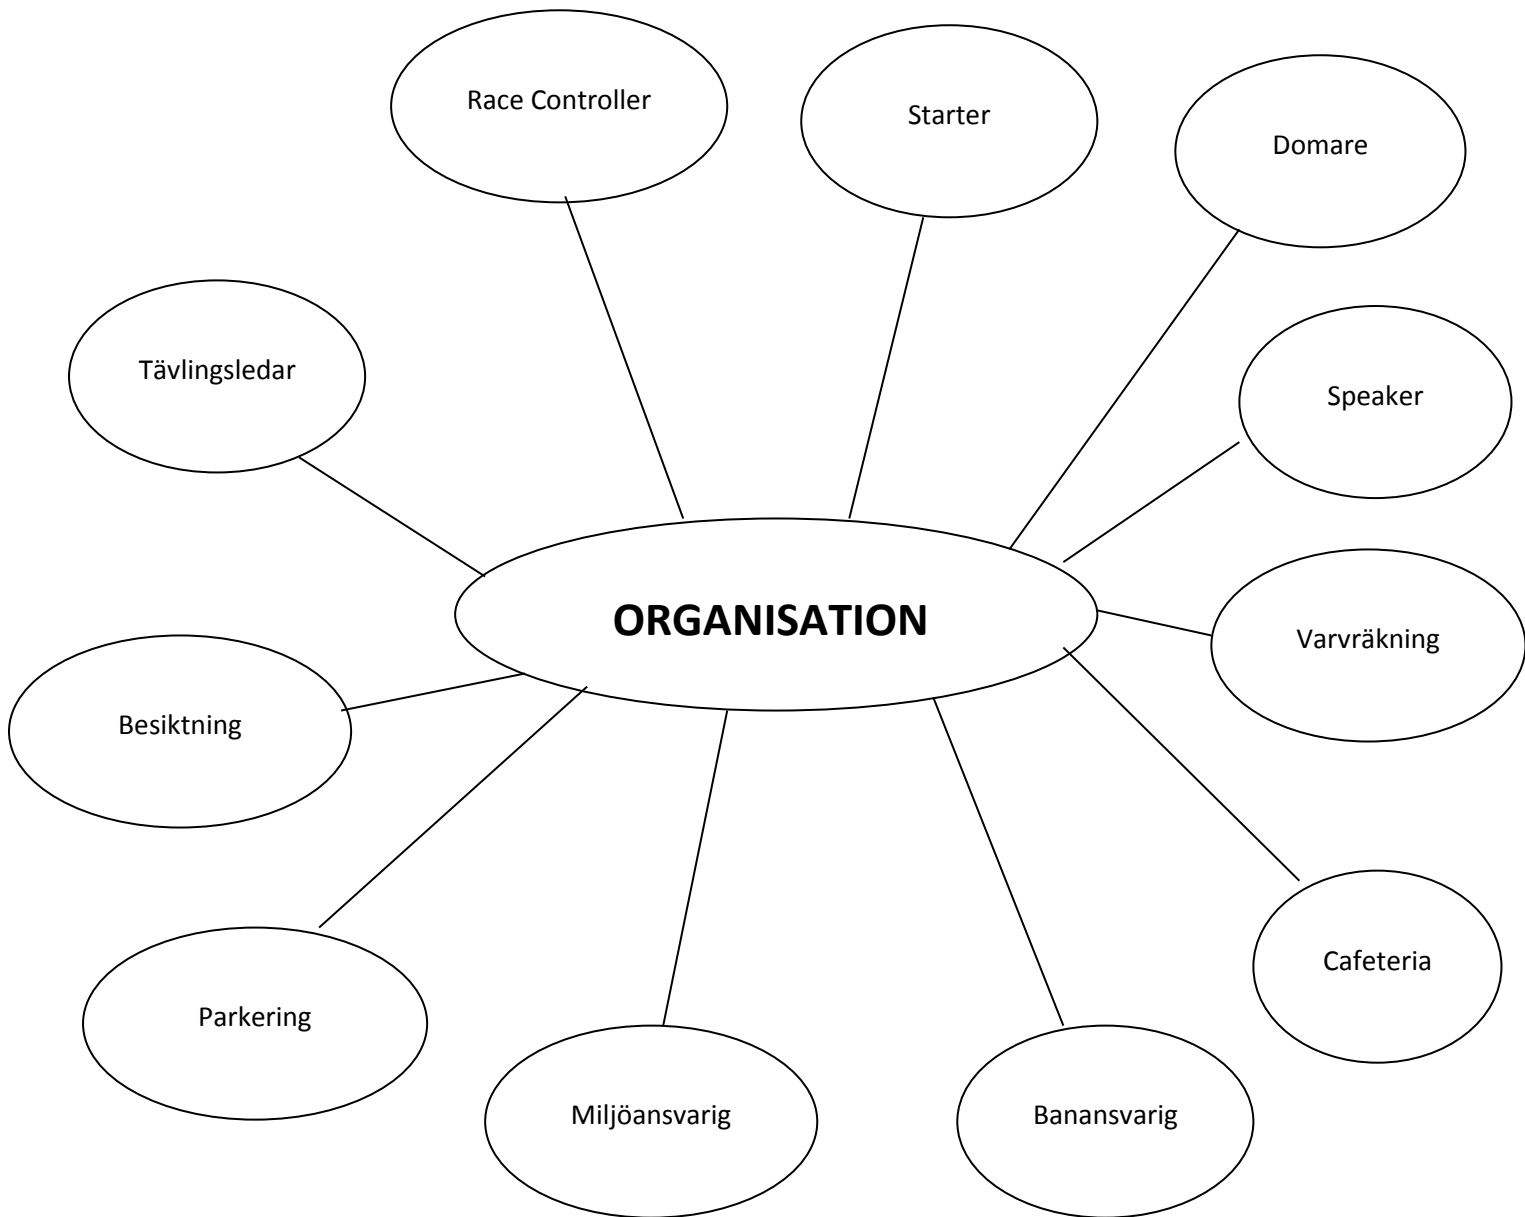 Race Controller
Starter
Domare
Tävlingsledar
Speaker
ORGANISATION
Varvräkning
Besiktning
Cafeteria
Parkering
Miljöansvarig
Banansvarig